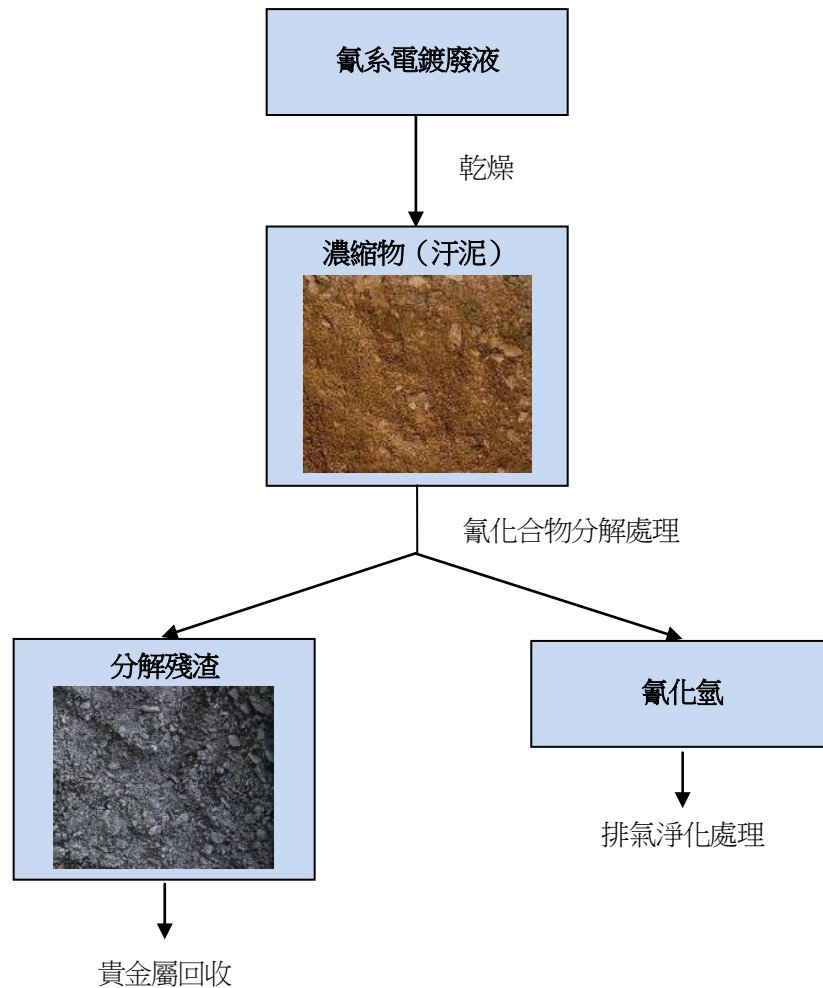 氰系電鍍廢液
乾燥
濃縮物（汙泥）
氰化合物分解處理
分解殘渣
氰化氫
排氣淨化處理
貴金屬回收